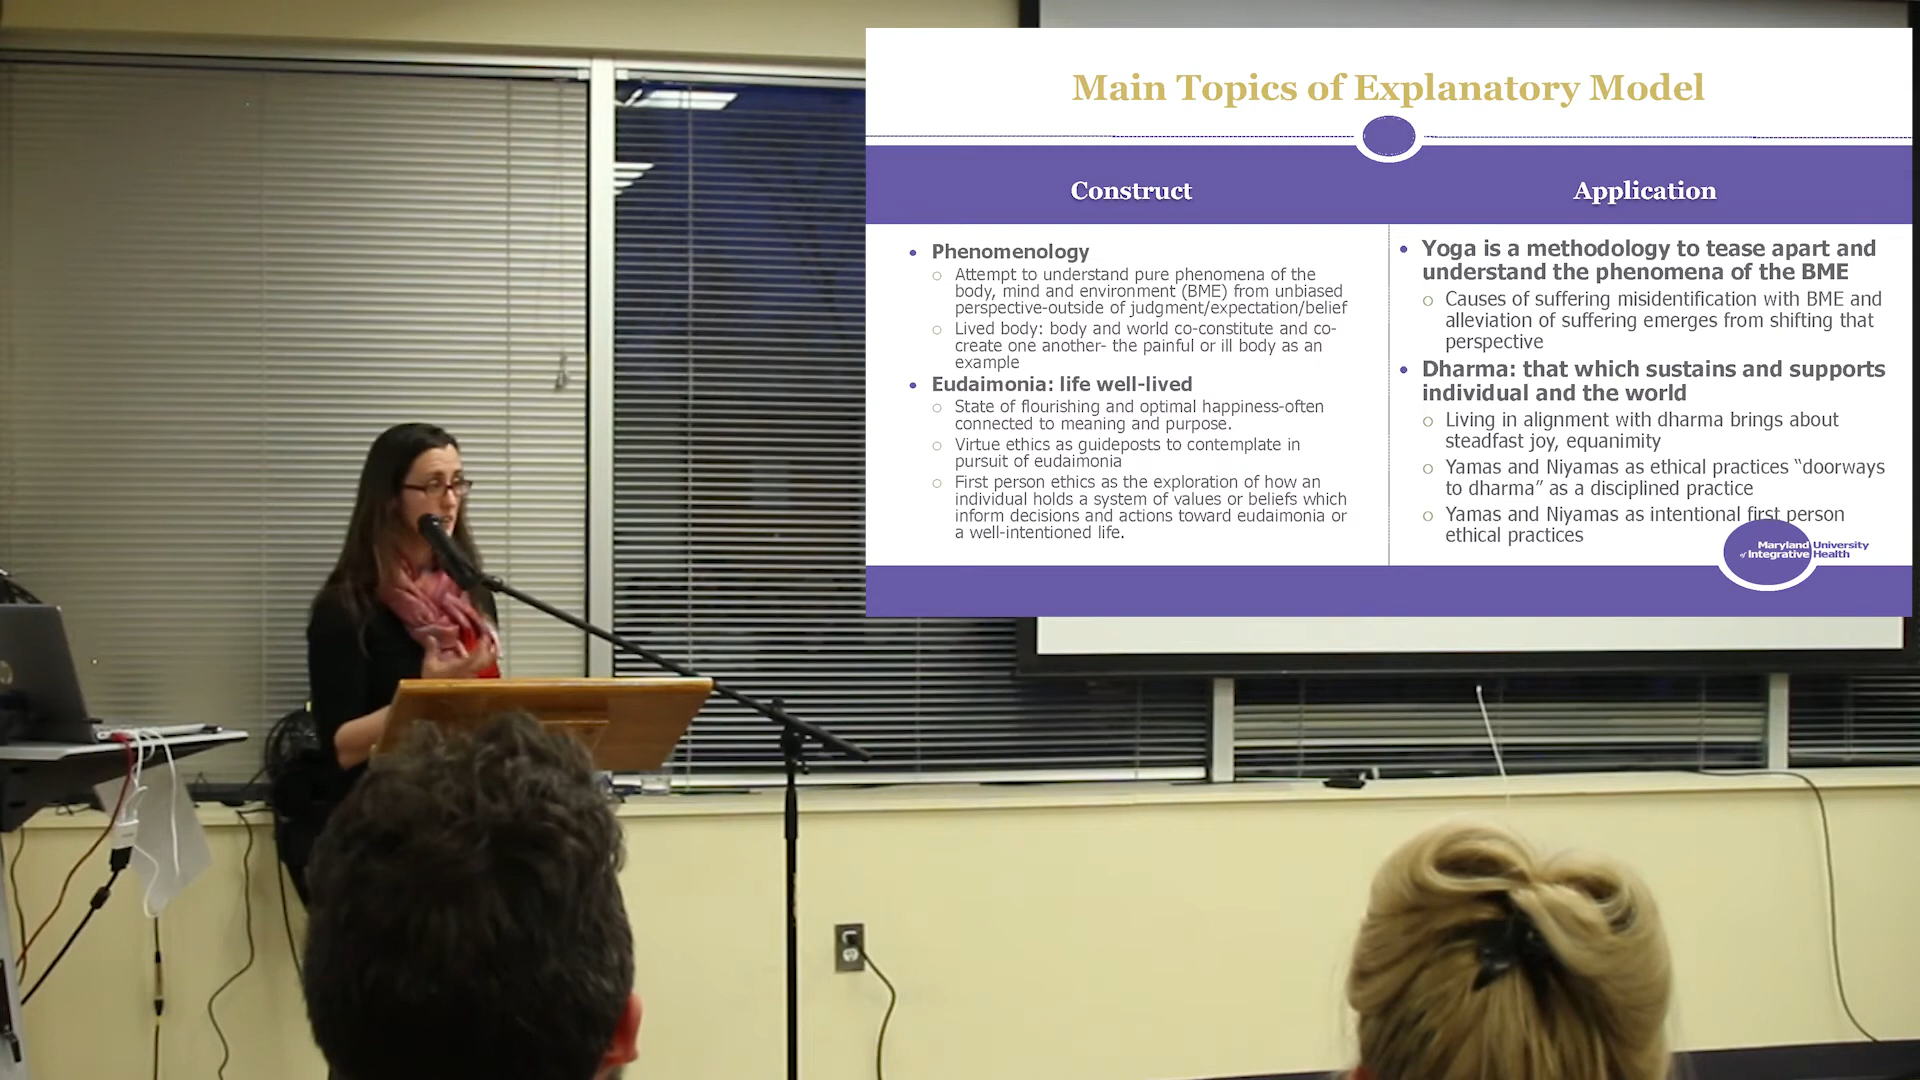 Main Topics of Explanatory Model
Construct
Application
• Phenomenology
○ Attempt to understand pure phenomena of the
body, mind and environment (BME) from unbiased
perspective-outside of judgment/expectation/belief
○ Lived body: body and world co-constitute and co-
create one another- the painful or ill body as an
example
• Eudaimonia: life well-lived
○ State of flourishing and optimal happiness-often
connected to meaning and purpose.
○ Virtue ethics as guideposts to contemplate in
pursuit of eudaimonia
○ First person ethics as the exploration of how an
individual holds a system of values or beliefs which
inform decisions and actions toward eudaimonia or
a well-intentioned life.
• Yoga is a methodology to tease apart and
understand the phenomena of the BME
○ Causes of suffering misidentification with BME and
alleviation of suffering emerges from shifting that
perspective
• Dharma: that which sustains and supports
individual and the world
○ Living in alignment with dharma brings about
steadfast joy, equanimity
○ Yamas and Niyamas as ethical practices “doorways
to dharma” as a disciplined practice
○ Yamas and Niyamas as intentional first person
ethical practices
Maryland University
of Integrative Health